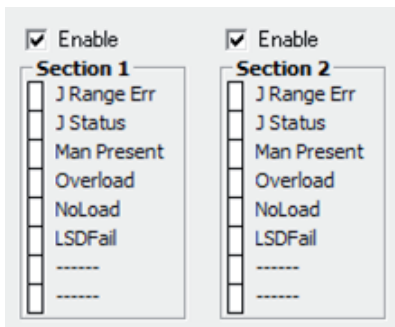 Enable
Section 1
J Range Err
J Status
Man Present
Overload
NoLoad
LSDFail
------
------
Enable
Section 2
J Range Err
J Status
Man Present
Overload
NoLoad
LSDFail
------
------